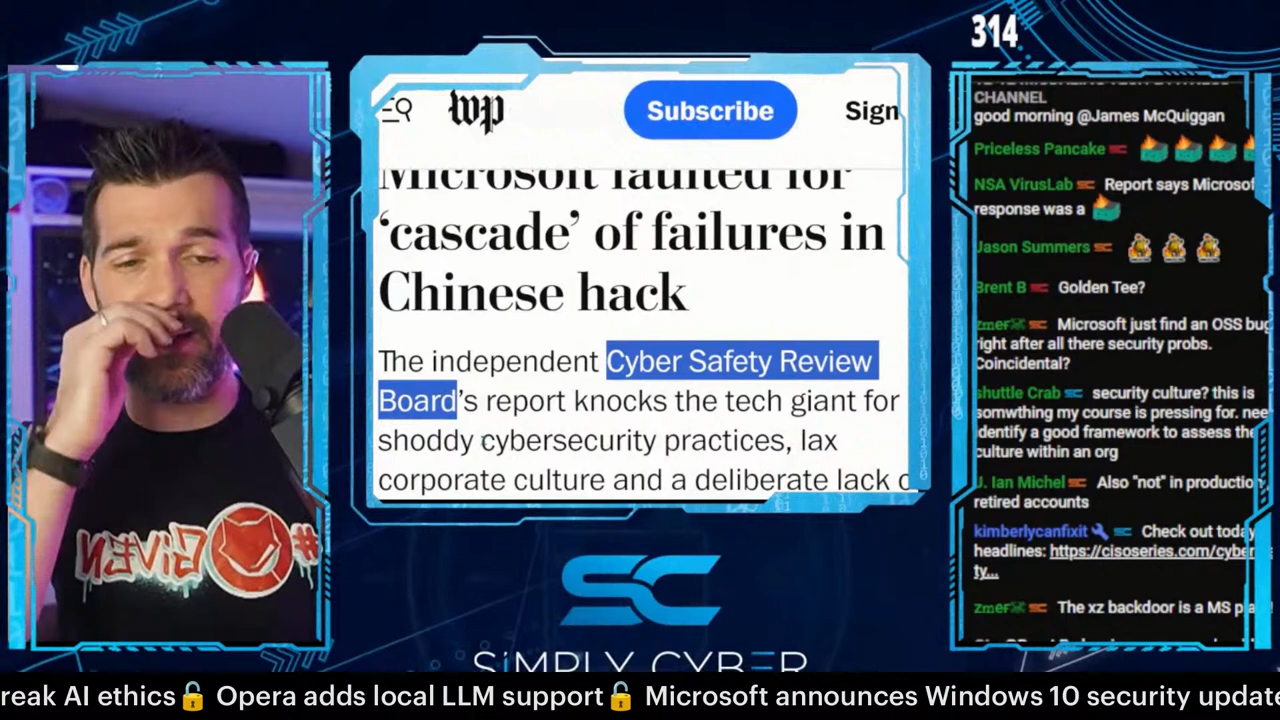 314
wp
Subscribe
Sign
Microsoft faulted for
‘cascade’ of failures in
Chinese hack
The independent Cyber Safety Review
Board’s report knocks the tech giant for
shoddy cybersecurity practices, lax
corporate culture and a deliberate lack
#GiVEN
SC
SiMPLY CYBER
CHANNEL
good morning @James McQuiggan
Priceless Pancake
NSA VirusLab Report says Microsof
response was a
Jason Summers
Brent B Golden Tee?
zmer Microsoft just find an OSS bug
right after all there security probs.
Coincidental?
shuttle Crab security culture? this is
somwthing my course is pressing for. nee
identify a good framework to assess the
culture within an org
J. Ian Michel Also "not" in productio
retired accounts
kimberlycanfixit Check out today
headlines: https://cisoseries.com/cyber
ty...
zmer The xz backdoor is a MS
reak AI ethics🔓 Opera adds local LLM support🔓 Microsoft announces Windows 10 security update